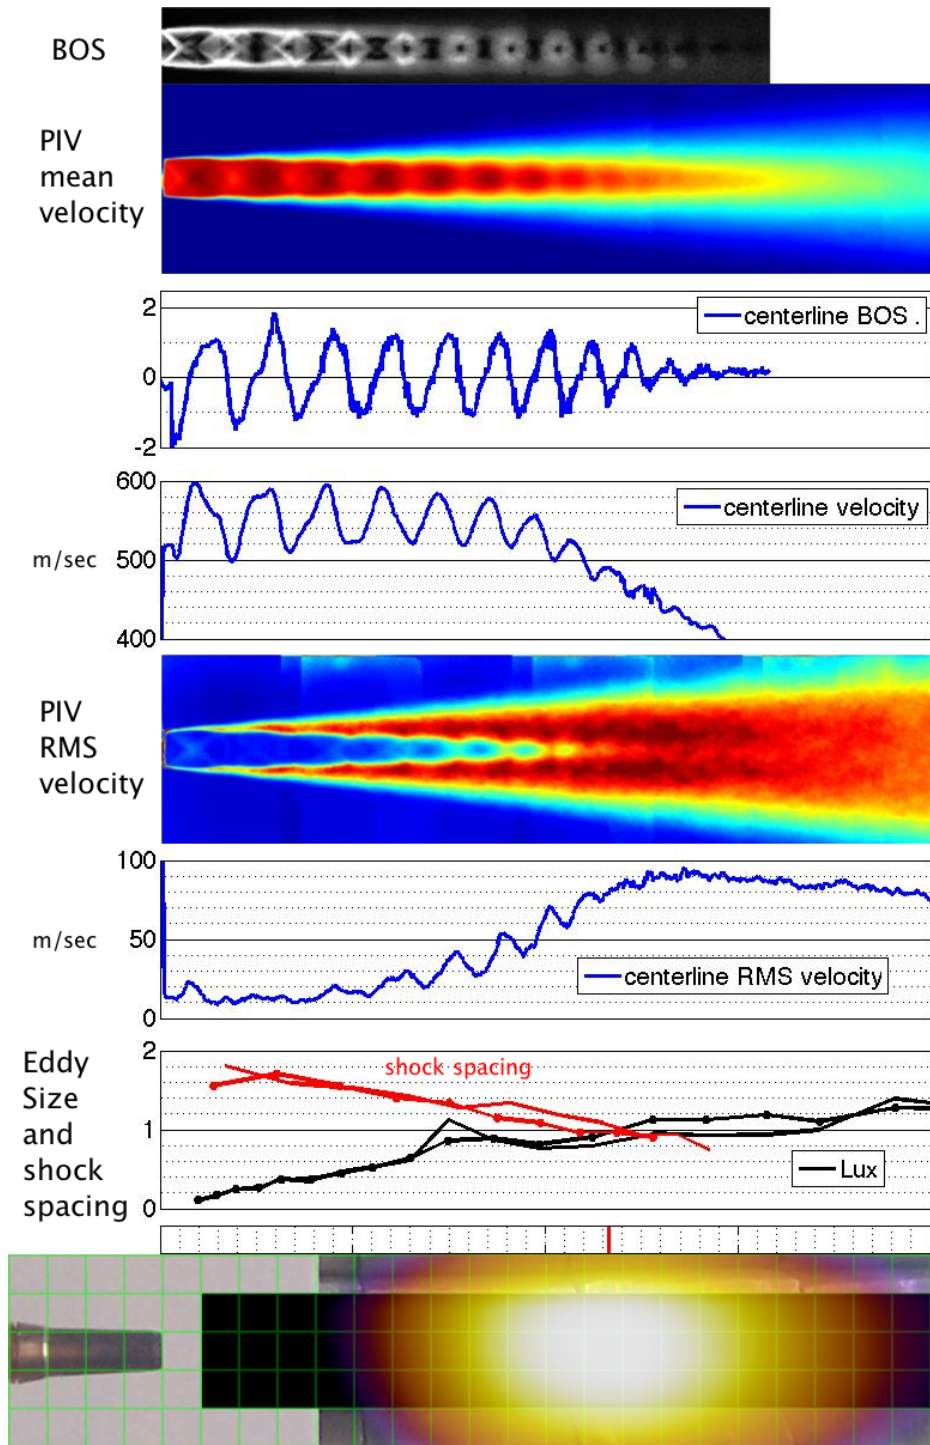 BOS
PIV
mean
velocity
2
centerline BOS .
0
-2
600
centerline velocity
m/sec
500
400
PIV
RMS
velocity
100
m/sec
50
centerline RMS velocity
0
Eddy
Size
and
shock
spacing
2
shock spacing
1
Lux
0